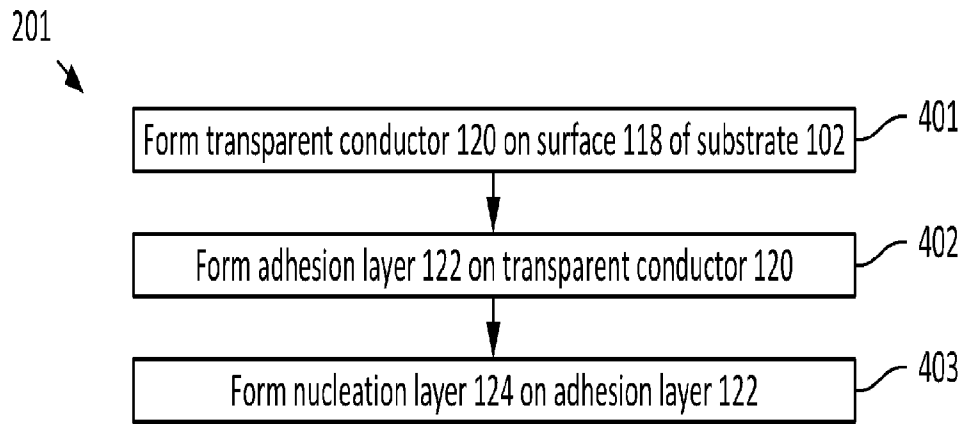 201
Form transparent conductor 120 on surface 118 of substrate 102
401
Form adhesion layer 122 on transparent conductor 120
402
Form nucleation layer 124 on adhesion layer 122
403